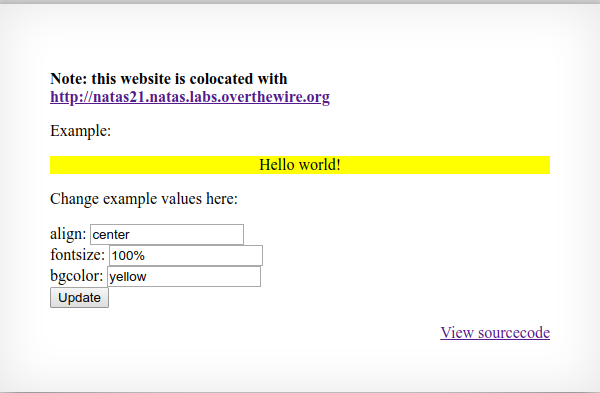 Note: this website is colocated with
http://natas21.natas.labs.overthewire.org
Example:
Hello world!
Change example values here:
align: center
fontsize: 100%
bgcolor: yellow
Update
View sourcecode